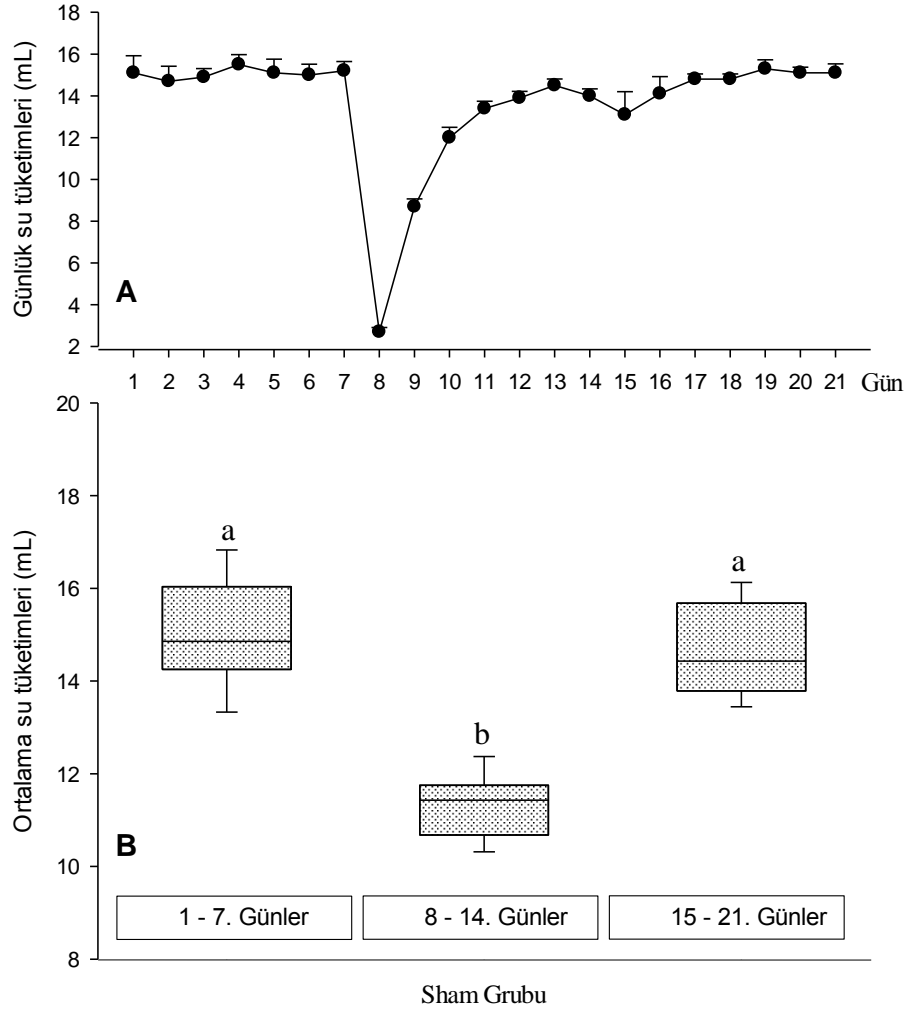 18
16
14
12
10
8
6
4
2
Günlük su tüketimleri (mL)
A
1 2 3 4 5 6 7 8 9 10 11 12 13 14 15 16 17 18 19 20 21 Gün
20
18
16
14
12
10
8
Ortalama su tüketimleri (mL)
a
b
a
B
1 - 7. Günler
8 - 14. Günler
15 - 21. Günler
Sham Grubu